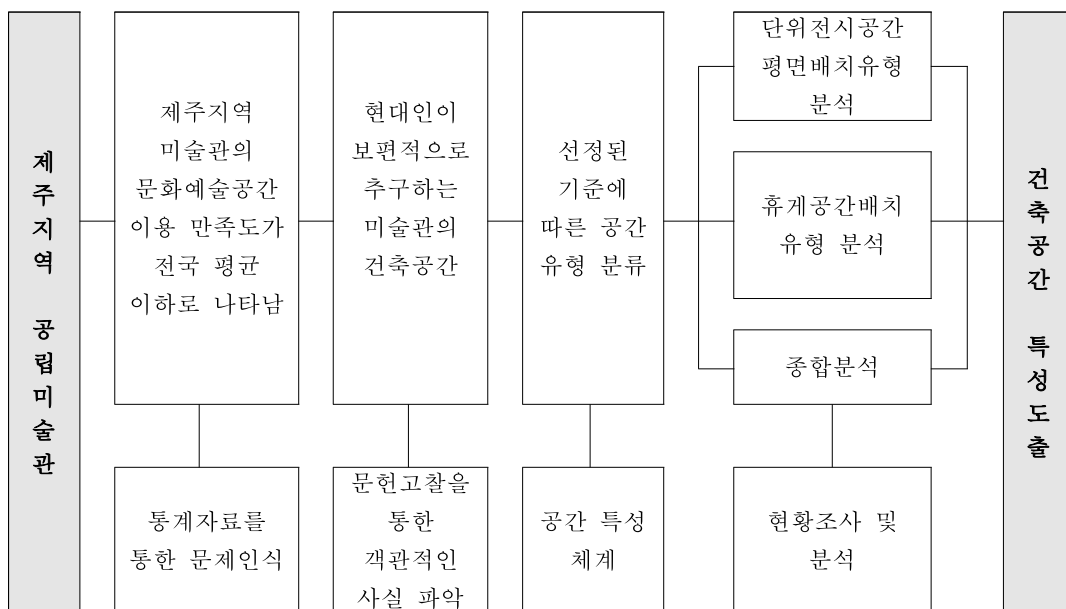 제주지역 공립미술관
제주지역
미술관의
문화예술공간
이용 만족도가
전국 평균
이하로 나타남
현대인이
보편적으로
추구하는
미술관의
건축공간
선정된
기준에
따른 공간
유형 분류
단위전시공간
평면배치유형
분석
휴게공간배치
유형 분석
종합분석
건축공간 특성도출
통계자료를
통한 문제인식
문헌고찰을
통한
객관적인
사실 파악
공간 특성
체계
현황조사 및
분석